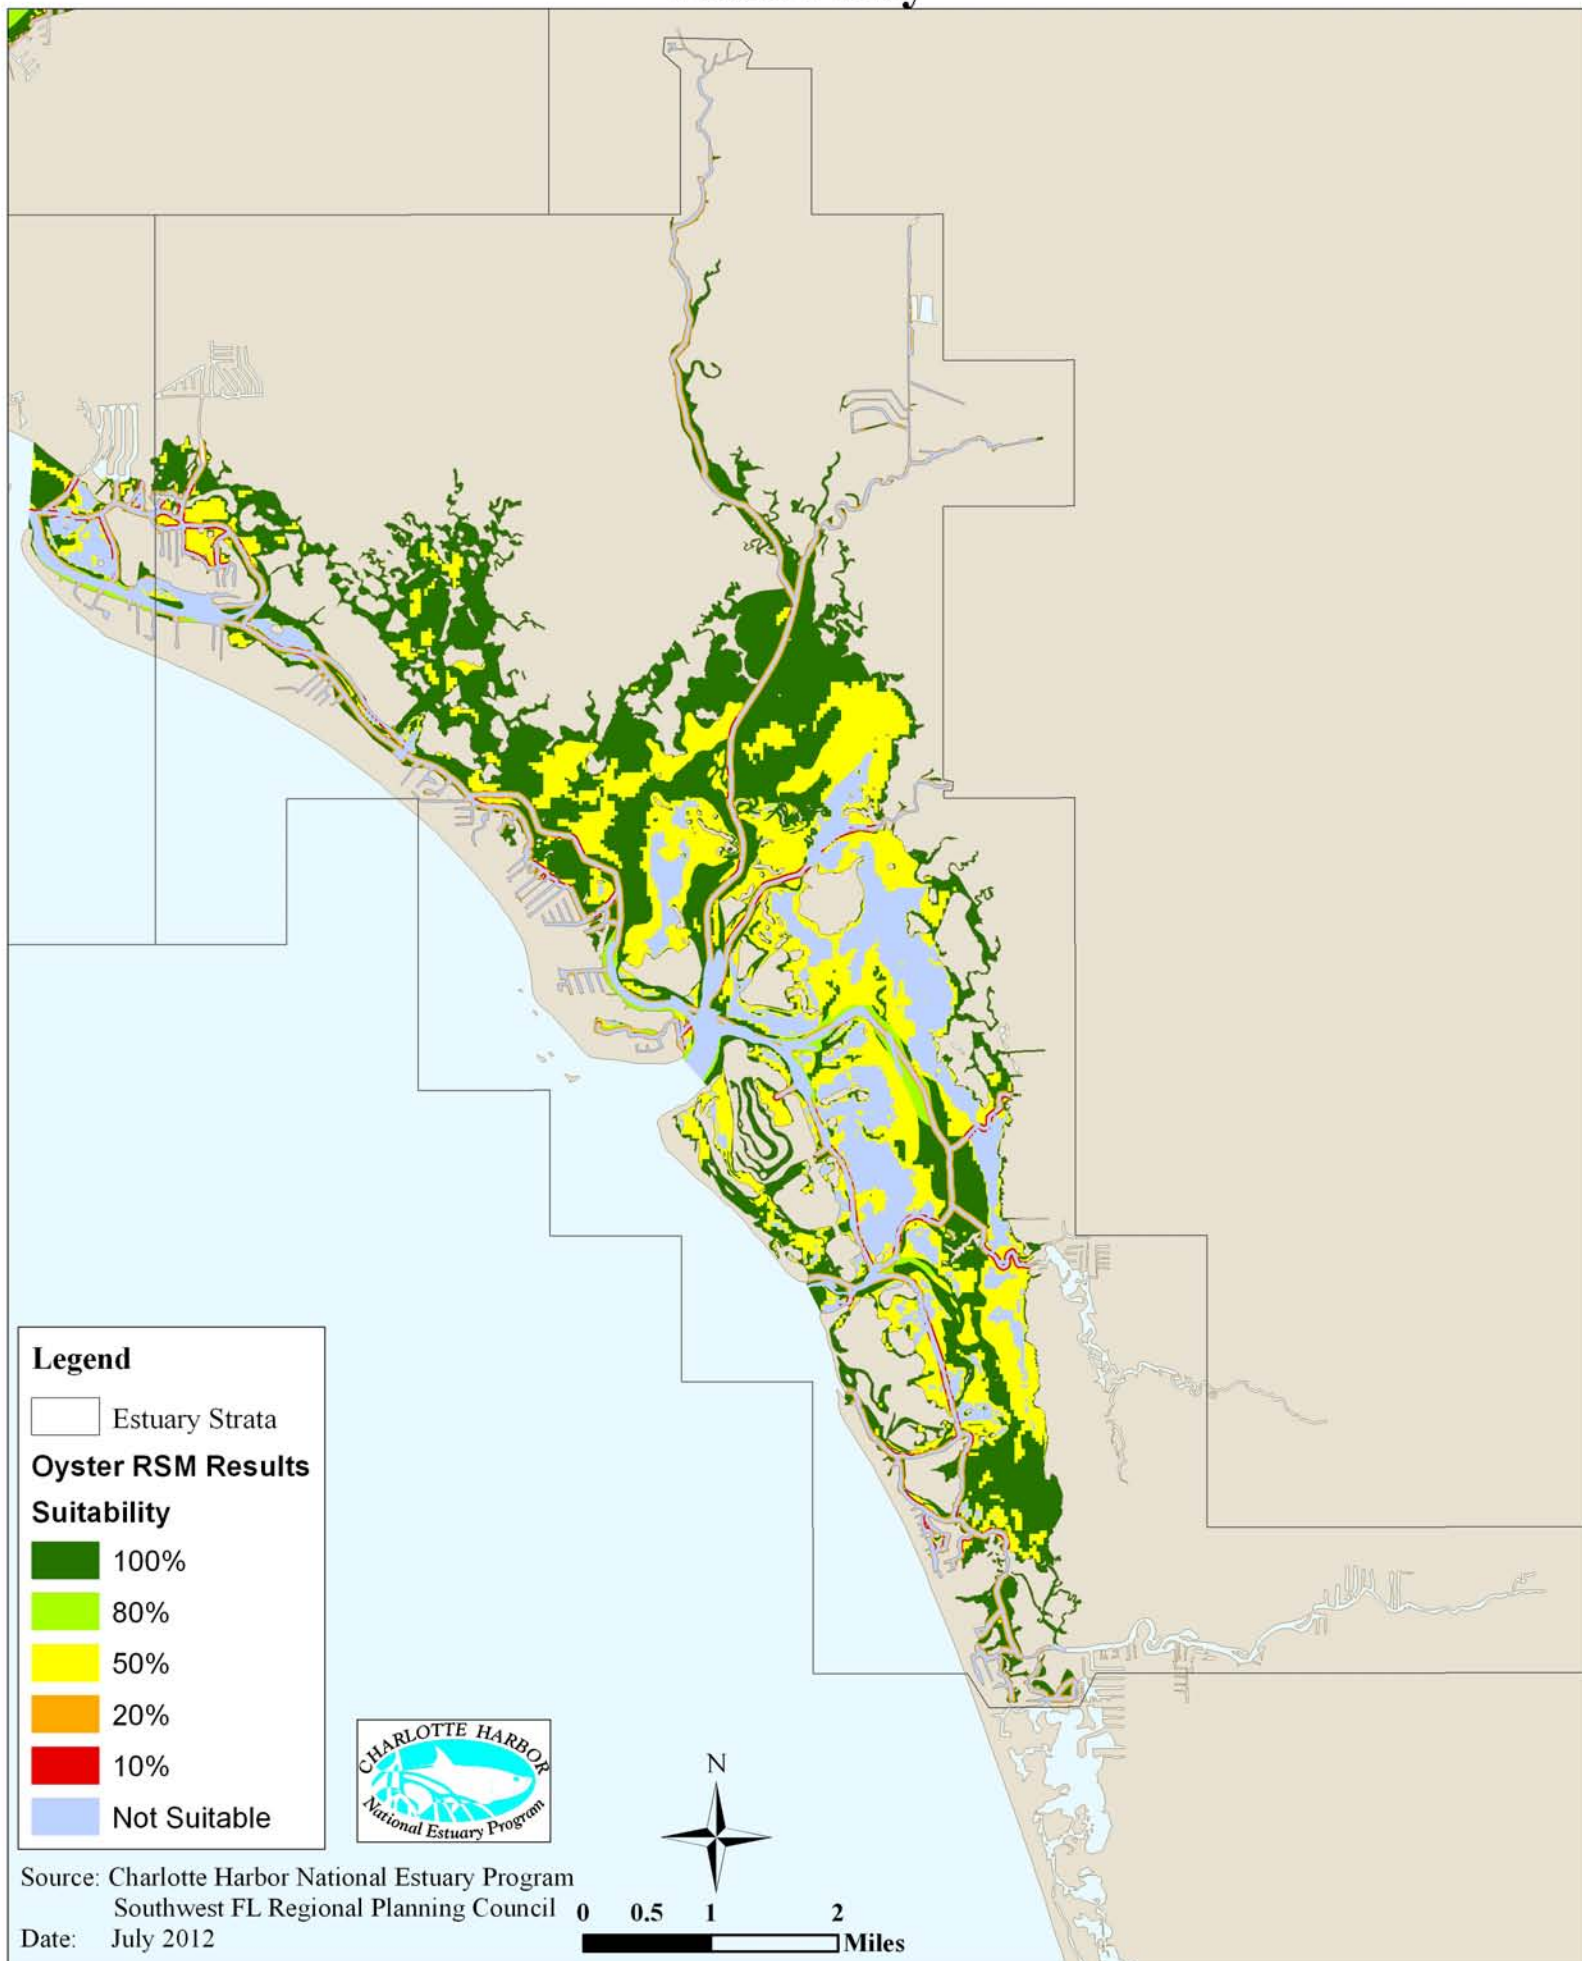 Legend
Estuary Strata
Oyster RSM Results
Suitability
100%
80%
50%
20%
10%
Not Suitable
CHARLOTTE HARBOR
National Estuary Program
N
Source: Charlotte Harbor National Estuary Program
Southwest FL Regional Planning Council
Date: July 2012
0 0.5 1 2
Miles